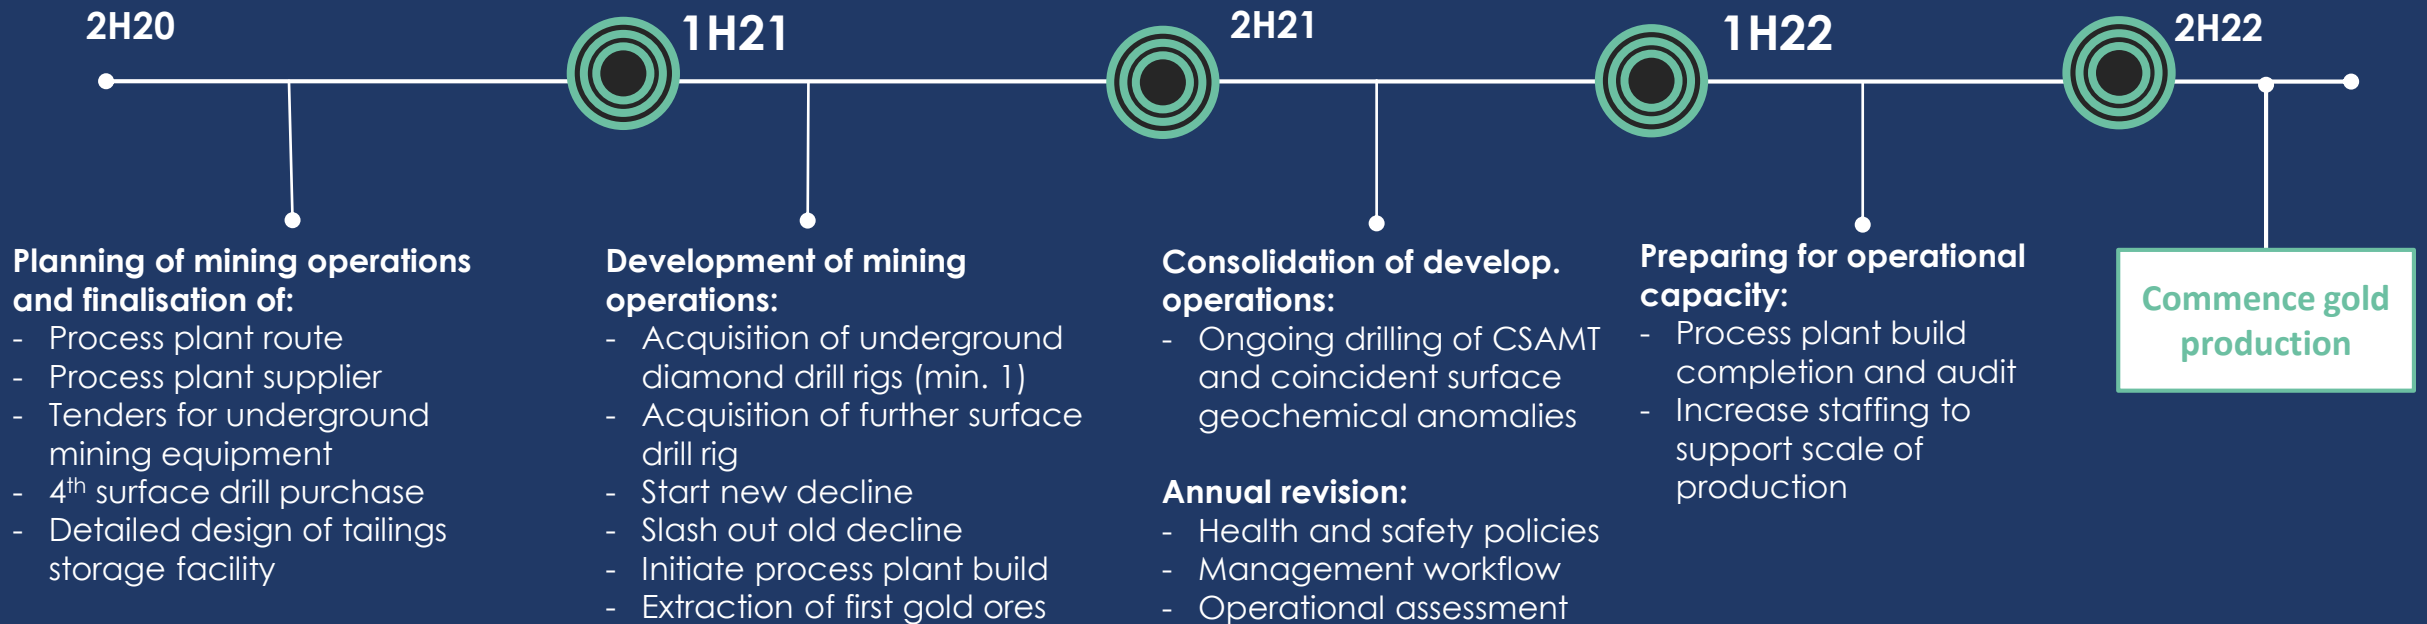 2H20
1H21
2H21
1H22
2H22
Planning of mining operations
and finalisation of:
- Process plant route
- Process plant supplier
- Tenders for underground
mining equipment
- 4th surface drill purchase
- Detailed design of tailings
storage facility
Development of mining
operations:
- Acquisition of underground
diamond drill rigs (min. 1)
- Acquisition of further surface
drill rig
- Start new decline
- Slash out old decline
- Initiate process plant build
- Extraction of first gold ores
Consolidation of develop.
operations:
- Ongoing drilling of CSAMT
and coincident surface
geochemical anomalies
Annual revision:
- Health and safety policies
- Management workflow
- Operational assessment
Preparing for operational
capacity:
- Process plant build
completion and audit
- Increase staffing to
support scale of
production
Commence gold
production